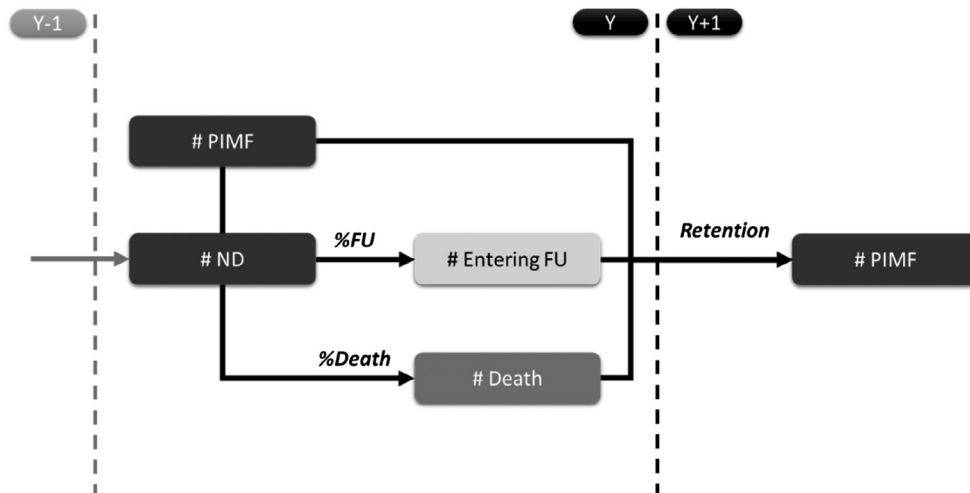 Y-1
Y
Y+1
# PIMF
# ND
%FU
# Entering FU
Retention
# PIMF
%Death
# Death